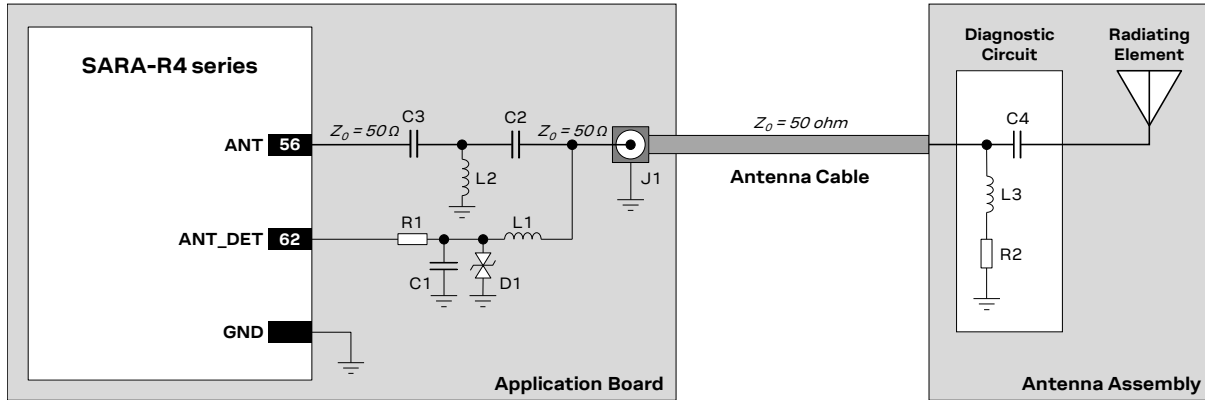 SARA-R4 series
ANT
56
Z0 = 50 Ω
C3
C2
Z0 = 50 Ω
L2
J1
ANT_DET
62
R1
L1
C1
D1
GND
Application Board
Z0 = 50 ohm
Antenna Cable
Diagnostic
Circuit
Radiating
Element
C4
L3
R2
Antenna Assembly